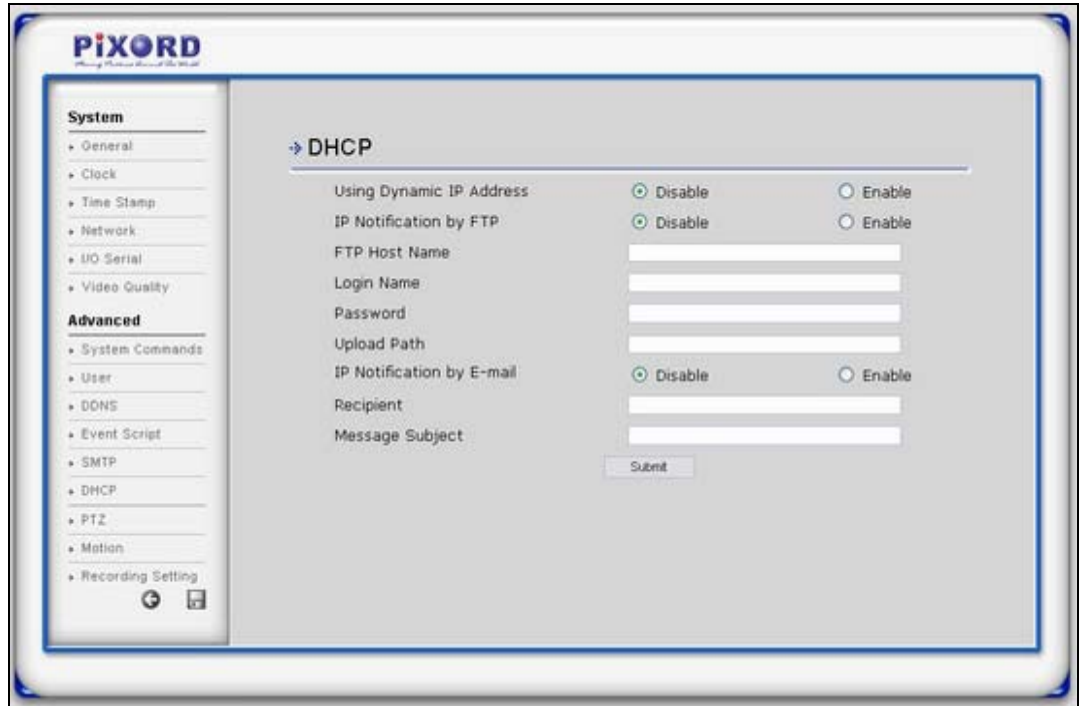 PiXORD
System
General
Clock
Time Stamp
Network
I/O Serial
Video Quality
Advanced
System Commands
User
DDNS
Event Script
SMTP
DHCP
PTZ
Motion
Recording Setting
DHCP
Using Dynamic IP Address Disable Enable
IP Notification by FTP Disable Enable
FTP Host Name
Login Name
Password
Upload Path
IP Notification by E-mail Disable Enable
Recipient
Message Subject
Submit